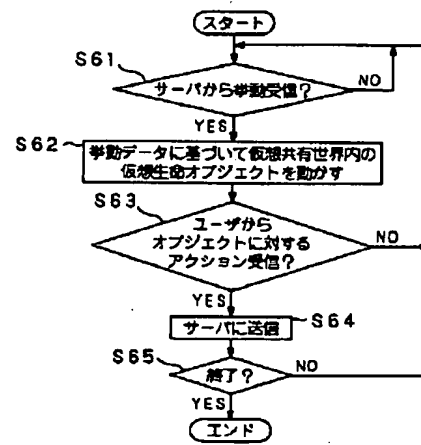 スタート
S61
サーバから挙動受信?
NO
YES
S62
挙動データに基づいて仮想共有世界内の
仮想生命オブジェクトを動かす
S63
ユーザから
オブジェクトに対する
アクション受信?
NO
YES
サーバに送信
S64
S65
終了?
NO
YES
エンド